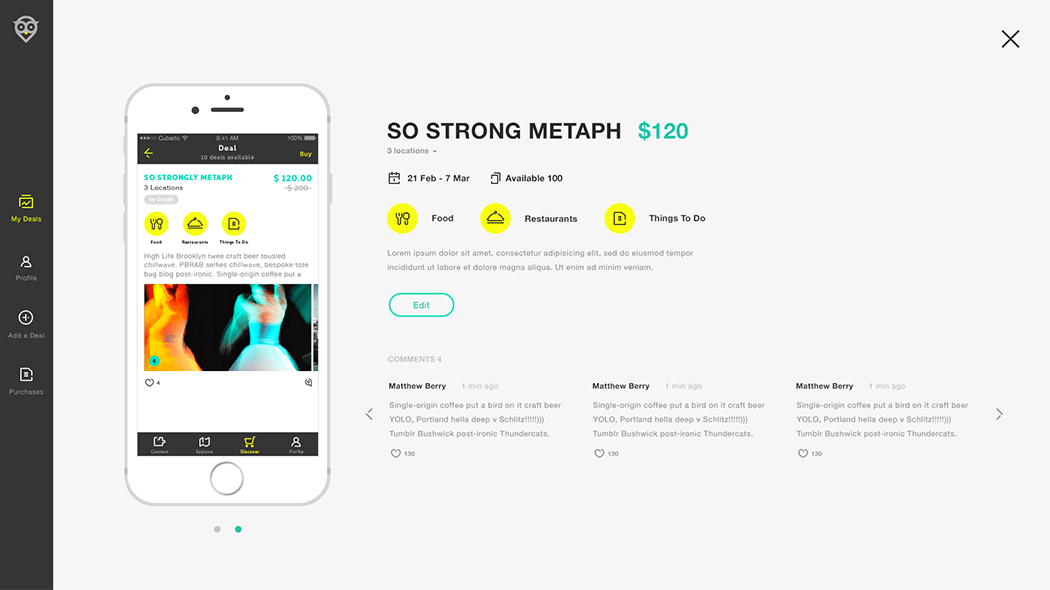 My Deals
Profile
Add a Deal
Purchases
Cuberto
9:41 AM
100%
Deal
10 deals available
Buy
SO STRONGLY METAPH
$ 120.00
3 Locations
$ 200
by Google
Food
Restaurants
Things To Do
High Life Brooklyn twee craft beer tousled
chillwave. PBR&B selfies chillwave, bespoke tote
bag blog post-ironic. Single-origin coffee put a
4
Connect
Explore
Discover
Profile
SO STRONG METAPH $120
3 locations
21 Feb - 7 Mar
Available 100
Food
Restaurants
Things To Do
Lorem ipsum dolor sit amet, consectetur adipisicing elit, sed do eiusmod tempor
incididunt ut labore et dolore magna aliqua. Ut enim ad minim veniam.
Edit
COMMENTS 4
Matthew Berry 1 min ago
Single-origin coffee put a bird on it craft beer
YOLO, Portland hella deep v Schlitz!!!!!)))
Tumblr Bushwick post-ironic Thundercats.
130
Matthew Berry 1 min ago
Single-origin coffee put a bird on it craft beer
YOLO, Portland hella deep v Schlitz!!!!!)))
Tumblr Bushwick post-ironic Thundercats.
130
Matthew Berry 1 min ago
Single-origin coffee put a bird on it craft beer
YOLO, Portland hella deep v Schlitz!!!!!)))
Tumblr Bushwick post-ironic Thundercats.
130